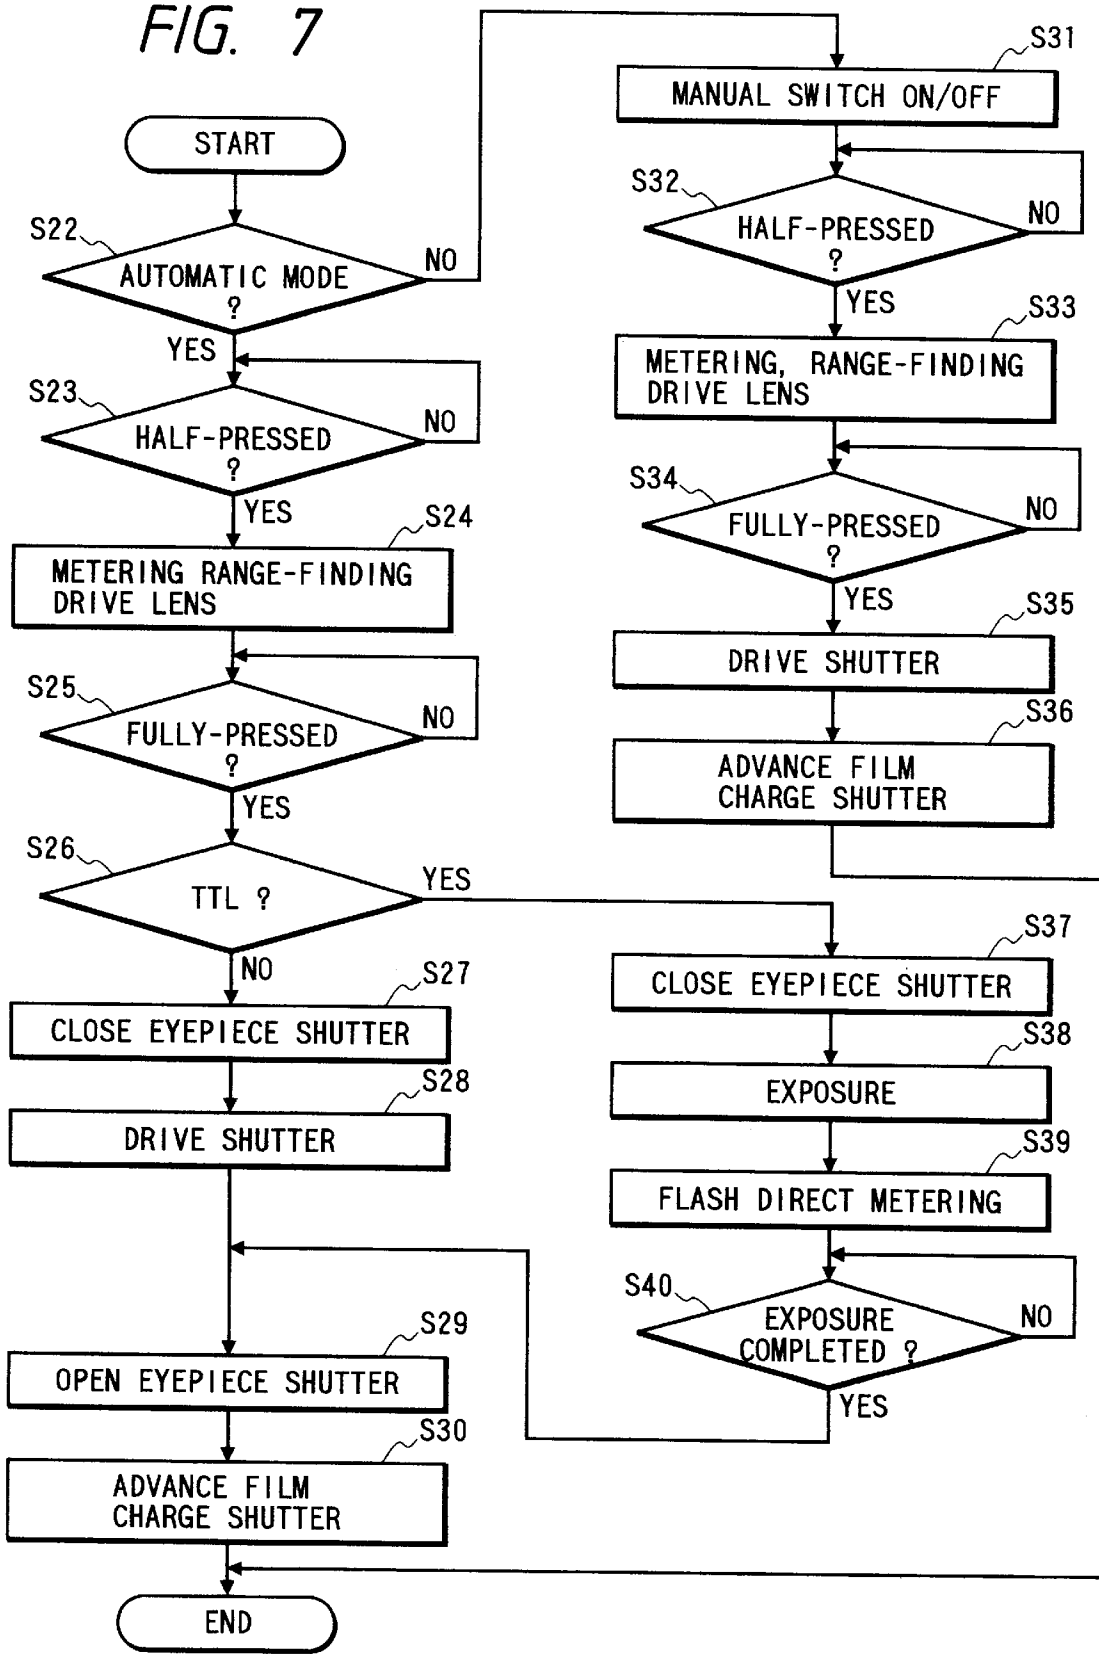 FIG. 7
START
S22
AUTOMATIC MODE
?
NO
YES
S23
HALF-PRESSED
?
NO
YES
S24
METERING RANGE-FINDING
DRIVE LENS
S25
FULLY-PRESSED
?
NO
YES
S26
TTL ?
YES
NO
S27
CLOSE EYEPIECE SHUTTER
S28
DRIVE SHUTTER
S29
OPEN EYEPIECE SHUTTER
S30
ADVANCE FILM
CHARGE SHUTTER
END
S31
MANUAL SWITCH ON/OFF
S32
HALF-PRESSED
?
NO
YES
S33
METERING, RANGE-FINDING
DRIVE LENS
S34
FULLY-PRESSED
?
NO
YES
S35
DRIVE SHUTTER
S36
ADVANCE FILM
CHARGE SHUTTER
S37
CLOSE EYEPIECE SHUTTER
S38
EXPOSURE
S39
FLASH DIRECT METERING
S40
EXPOSURE
COMPLETED ?
NO
YES